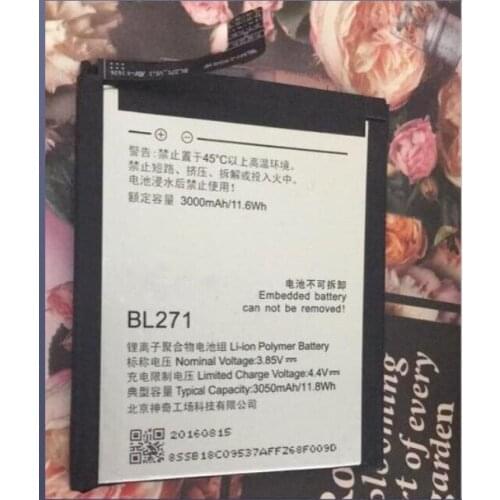 警告:禁止置于45°C以上高温环境。
禁止短路、挤压、拆解或投入火中。
电池浸水后禁止使用!
额定容量 3000mAh/11.6Wh
电池不可拆卸
Embedded battery
can not be removed
BL271
锂离子聚合物电池组 Li-ion Polymer Battery
标称电压 Nominal Voltage:3.85V
充电限制电压 Limited Charge Voltage:4.4V
典型容量 Typical Capacity:3050mAh/11.8Wh
北京神奇工场科技有限公司
20160815
8SSB18C09537AFFZ68F009D
of every
arden